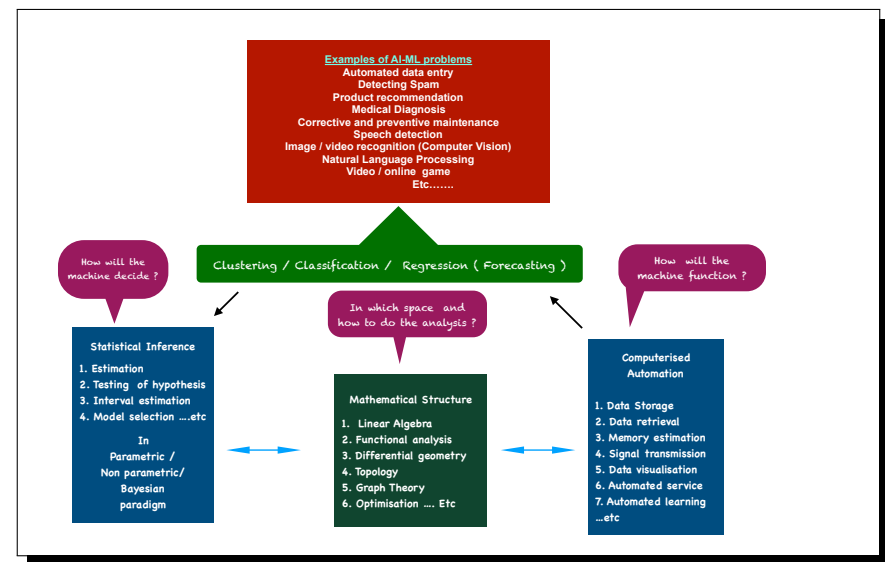 Examples of AI-ML problems
Automated data entry
Detecting Spam
Product recommendation
Medical Diagnosis
Corrective and preventive maintenance
Speech detection
Image / video recognition (Computer Vision)
Natural Language Processing
Video / online game
Etc…….
Clustering / Classification / Regression ( Forecasting )
How will the
machine decide ?
In which space and
how to do the analysis ?
How will the
machine function ?
Statistical Inference
1. Estimation
2. Testing of hypothesis
3. Interval estimation
4. Model selection ….etc
In
Parametric /
Non parametric/
Bayesian
paradigm
Mathematical Structure
1. Linear Algebra
2. Functional analysis
3. Differential geometry
4. Topology
5. Graph Theory
6. Optimisation …. Etc
Computerised
Automation
1. Data Storage
2. Data retrieval
3. Memory estimation
4. Signal transmission
5. Data visualisation
6. Automated service
7. Automated learning
…etc